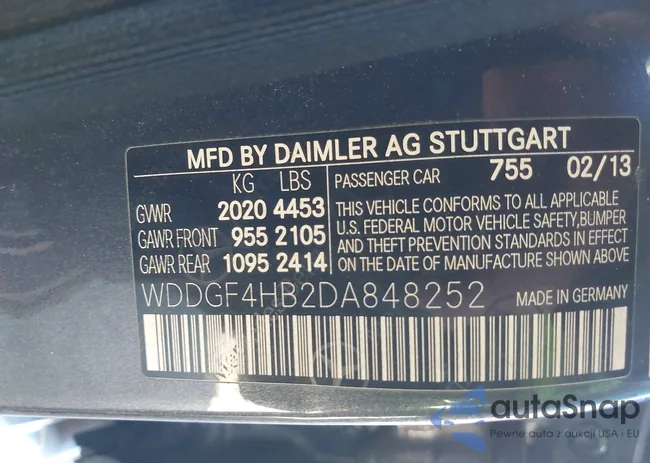 MFD BY DAIMLER AG STUTTGART
KG LBS
GVWR 2020 4453
GAWR FRONT 955 2105
GAWR REAR 1095 2414
PASSENGER CAR 755 02/13
THIS VEHICLE CONFORMS TO ALL APPLICABLE
U.S. FEDERAL MOTOR VEHICLE SAFETY,BUMPER
AND THEFT PREVENTION STANDARDS IN EFFECT
ON THE DATE OF MANUFACTURE SHOWN ABOVE
WDDGF4HB2DA848252 MADE IN GERMANY
autaSnap
Pewne auta z aukcji USA i EU